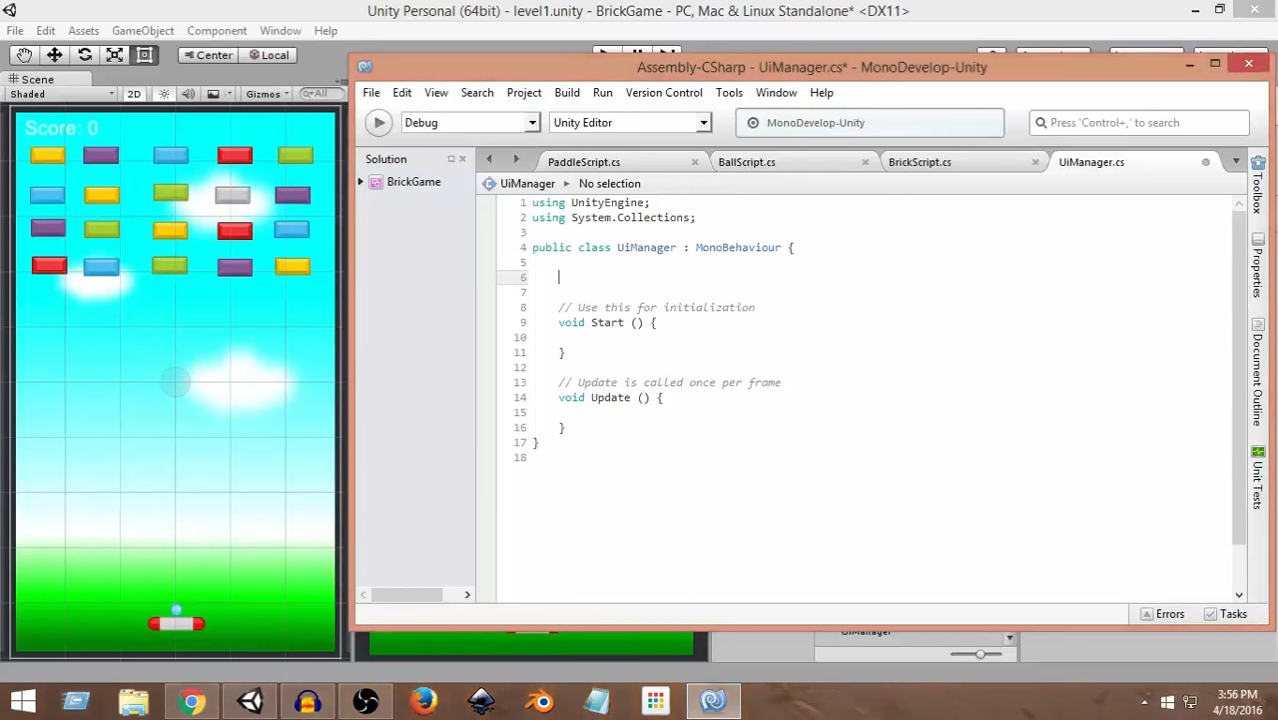 Unity Personal (64bit) - level1.unity - BrickGame - PC, Mac & Linux Standalone* <DX11>
File Edit Assets GameObject Component Window Help
Center Local
Scene
Shaded 2D Gizmos All
Score: 0
Assembly-CSharp - UiManager.cs* - MonoDevelop-Unity
File Edit View Search Project Build Run Version Control Tools Window Help
Debug Unity Editor MonoDevelop-Unity Press 'Control+,' to search
Solution PaddleScript.cs BallScript.cs BrickScript.cs UiManager.cs
BrickGame UiManager No selection
1 using UnityEngine;
2 using System.Collections;
3
4 public class UiManager : MonoBehaviour {
5
6
7
8 // Use this for initialization
9 void Start () {
10
11 }
12
13 // Update is called once per frame
14 void Update () {
15
16 }
17 }
18
Toolbox
Properties
Document Outline
Unit Tests
Errors Tasks
UiManager
3:56 PM
4/18/2016